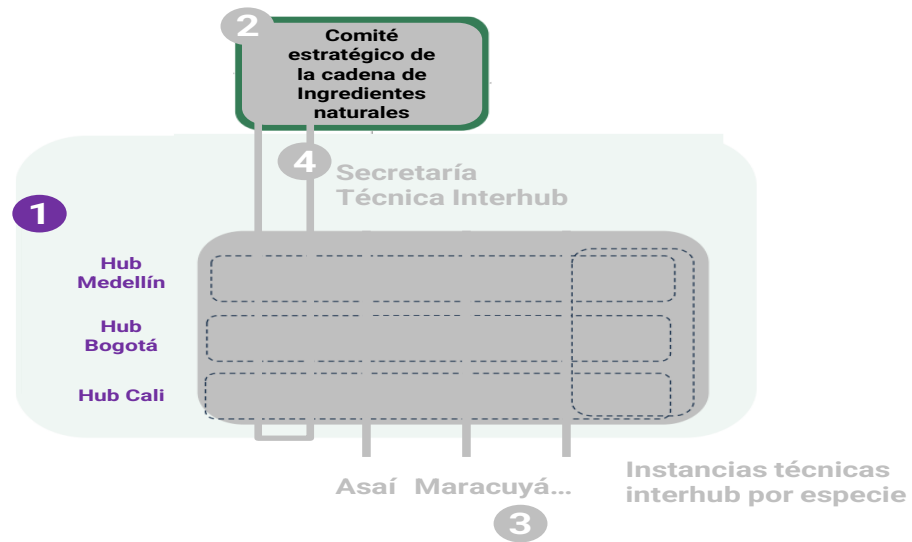 2
Comité
estratégico de
la cadena de
Ingredientes
naturales
4
Secretaría
Técnica Interhub
1
Hub
Medellín
Hub
Bogotá
Hub Cali
Asaí Maracuyá...
Instancias técnicas
interhub por especie
3